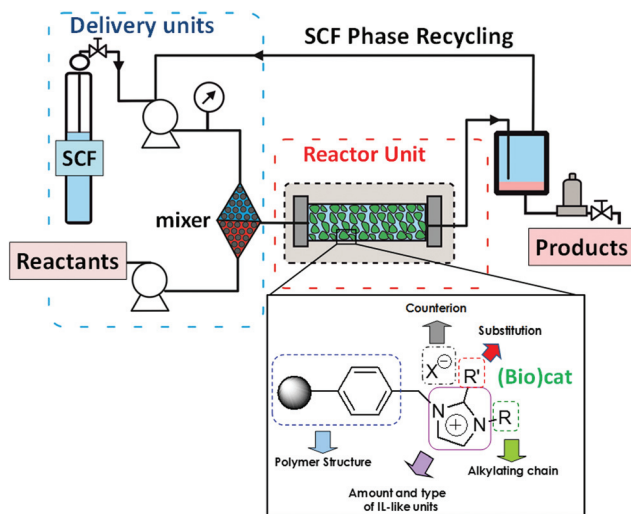 Delivery units
SCF Phase Recycling
SCF
Reactor Unit
mixer
Reactants
Products
Counterion
Substitution
X⊖
R'
(Bio)cat
N
⊕
N
R
Polymer Structure
Alkylating chain
Amount and type
of IL-like units